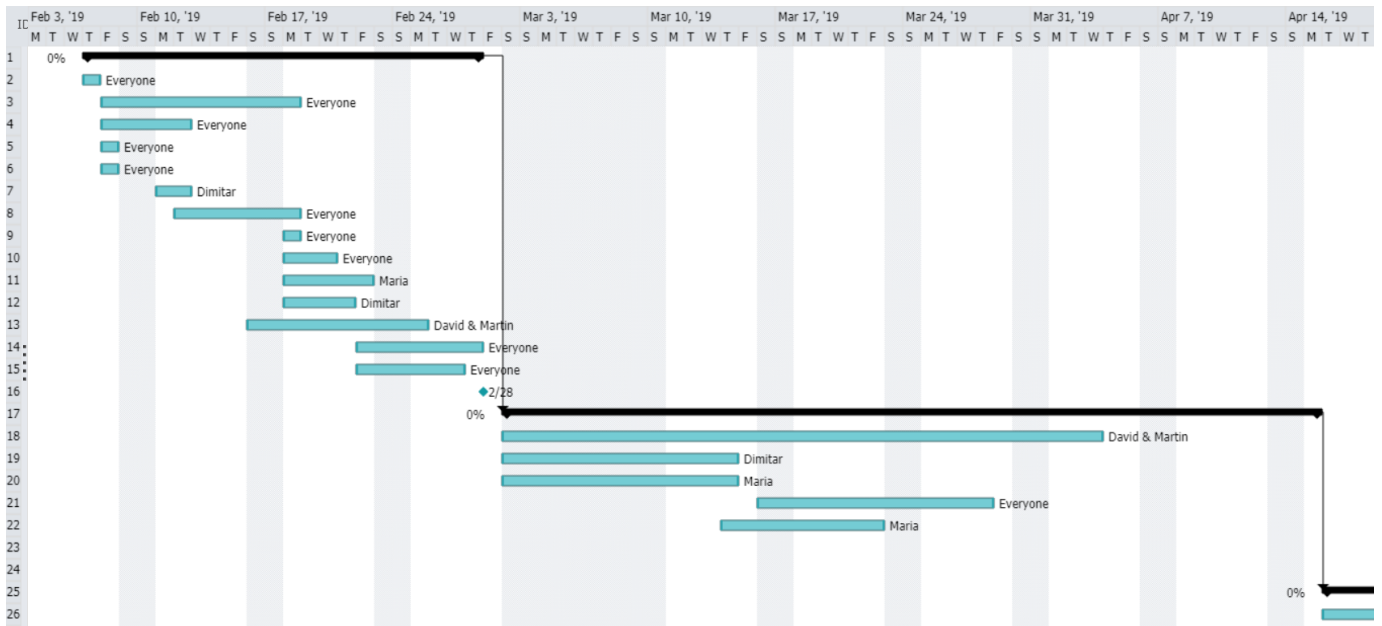 ID Feb 3, '19 Feb 10, '19 Feb 17, '19 Feb 24, '19 Mar 3, '19 Mar 10, '19 Mar 17, '19 Mar 24, '19 Mar 31, '19 Apr 7, '19 Apr 14, '19
M T W T F S S M T W T F S S M T W T F S S M T W T F S S M T W T F S S M T W T F S S M T W T F S S M T W T F S S M T W T F S S M T W T F S S M T W T
1 0%
2 Everyone
3 Everyone
4 Everyone
5 Everyone
6 Everyone
7 Dimitar
8 Everyone
9 Everyone
10 Everyone
11 Maria
12 Dimitar
13 David & Martin
14 Everyone
15 Everyone
16 2/28
17 0%
18 David & Martin
19 Dimitar
20 Maria
21 Everyone
22 Maria
23
24
25 0%
26